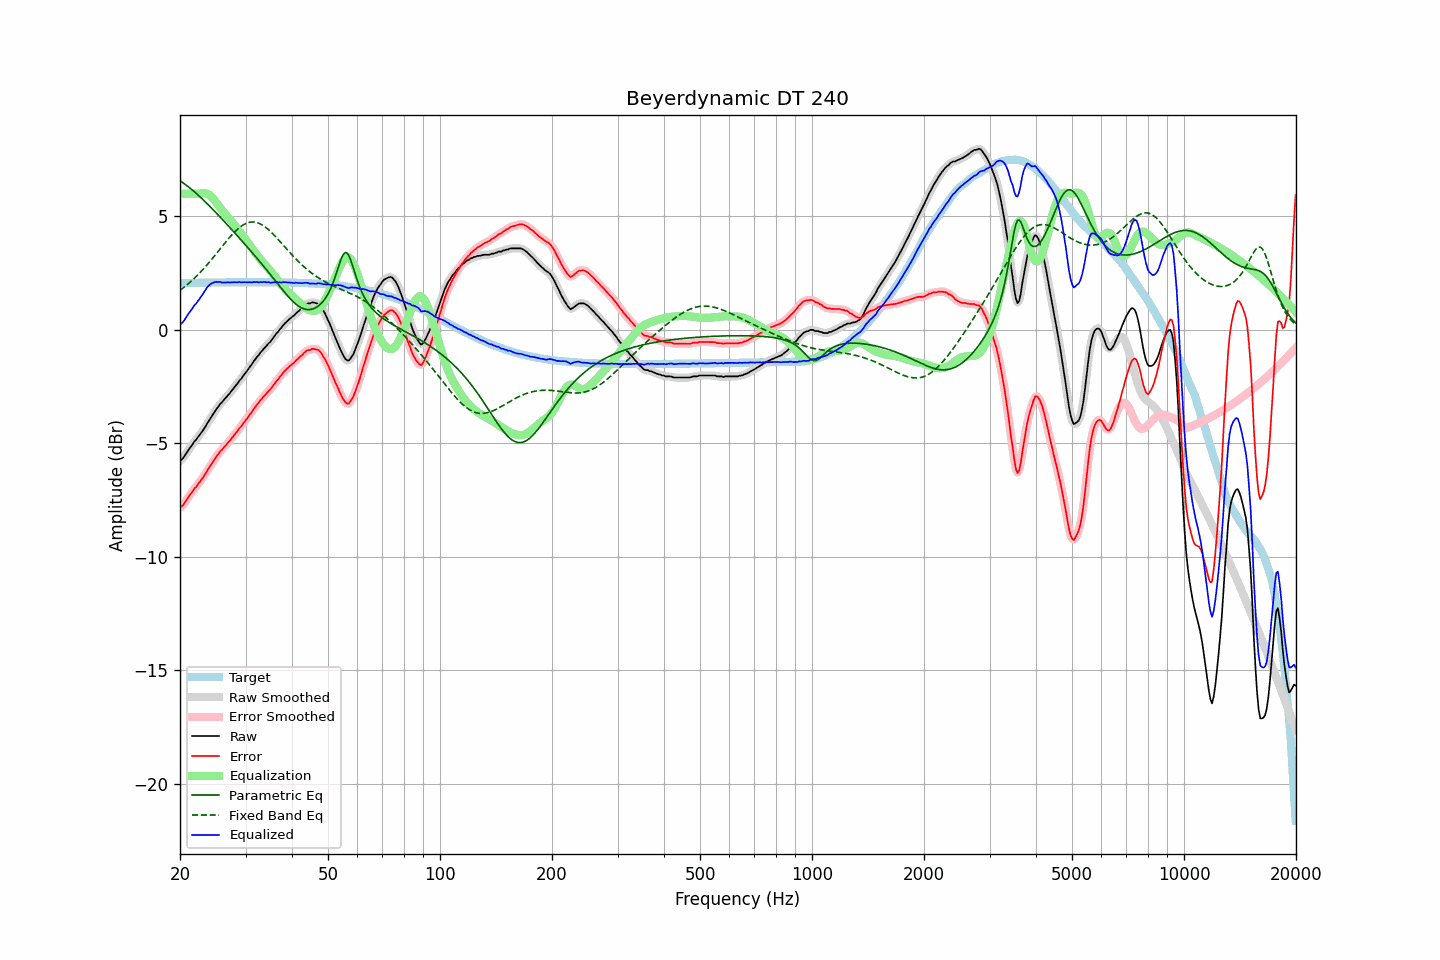 Beyerdynamic DT 240
Amplitude (dBr)
5
0
−5
−10
−15
−20
Target
Raw Smoothed
Error Smoothed
Raw
Error
Equalization
Parametric Eq
Fixed Band Eq
Equalized
20 50 100 200 500 1000 2000 5000 10000 20000
Frequency (Hz)